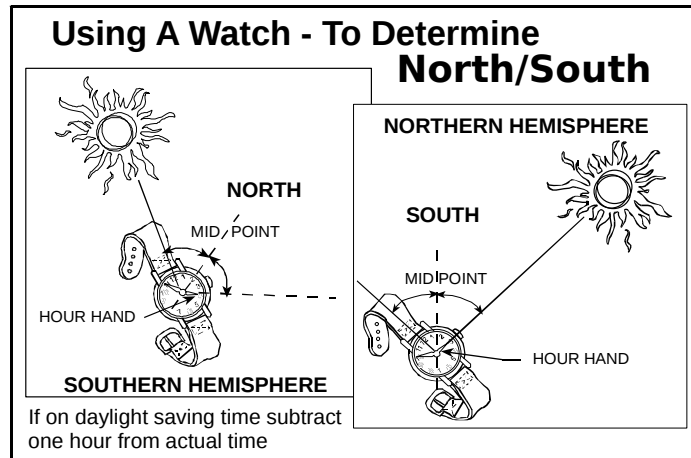 Using A Watch - To Determine
North/South
NORTH
MID POINT
HOUR HAND
SOUTHERN HEMISPHERE
If on daylight saving time subtract
one hour from actual time
NORTHERN HEMISPHERE
SOUTH
MID POINT
HOUR HAND